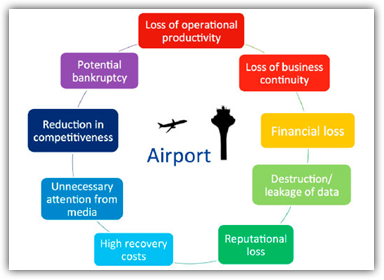 Loss of operational
productivity
Loss of business
continuity
Financial loss
Destruction/
leakage of data
Reputational
loss
High recovery
costs
Unnecessary
attention from
media
Reduction in
competitiveness
Potential
bankruptcy
Airport